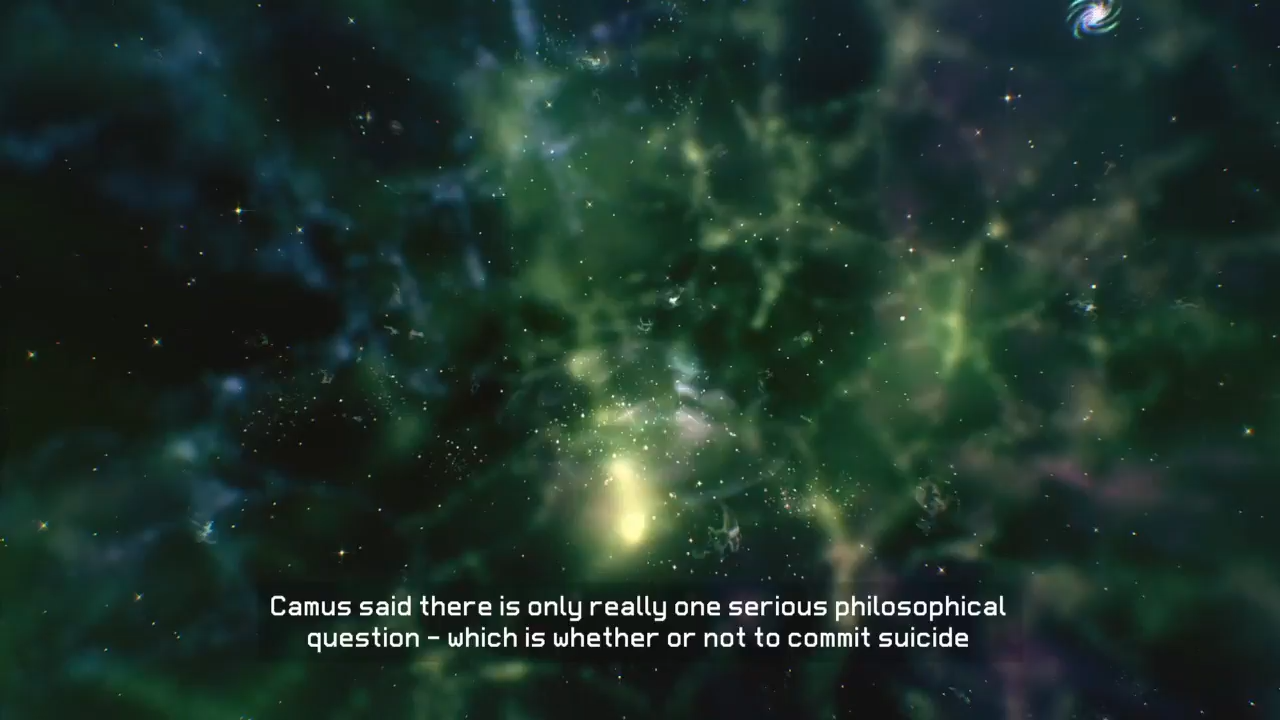 Camus said there is only really one serious philosophical
question – which is whether or not to commit suicide